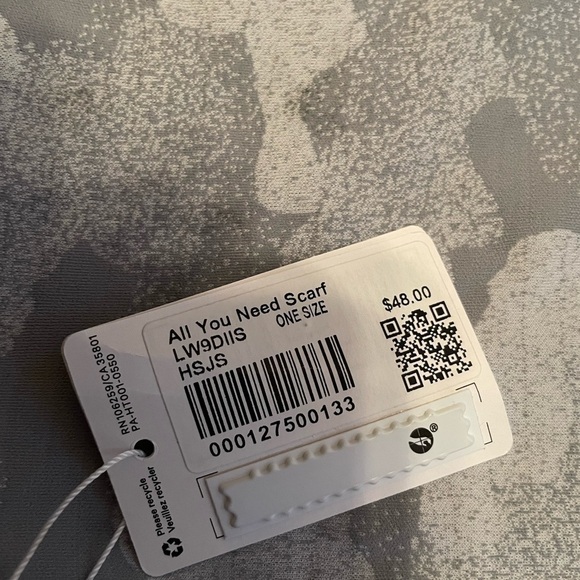 All You Need Scarf
LW9DIIS ONE SIZE
HSJS
$48.00
000127500133
RN106259/CA35801
PA-HT001-0550
Please recycle
Veuillez recycler
®